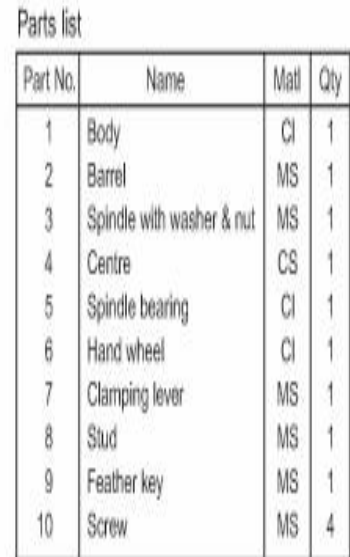 Parts list
Part No. Name Matl Qty
1 Body CI 1
2 Barrel MS 1
3 Spindle with washer & nut MS 1
4 Centre CS 1
5 Spindle bearing CI 1
6 Hand wheel CI 1
7 Clamping lever MS 1
8 Stud MS 1
9 Feather key MS 1
10 Screw MS 4